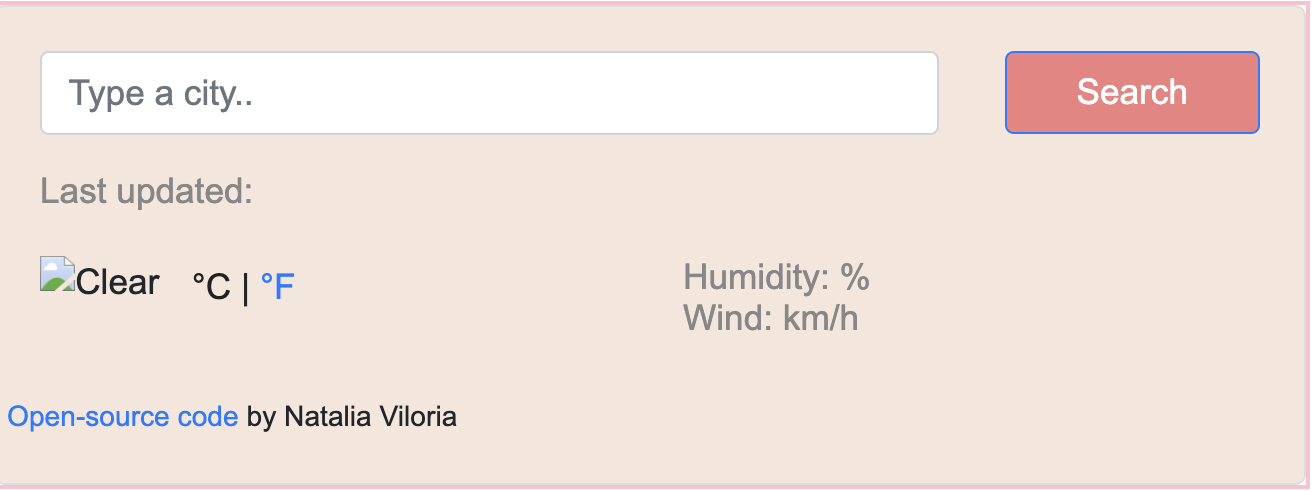 Type a city..
Search
Last updated:
Clear
°C | °F
Humidity: %
Wind: km/h
Open-source code by Natalia Viloria